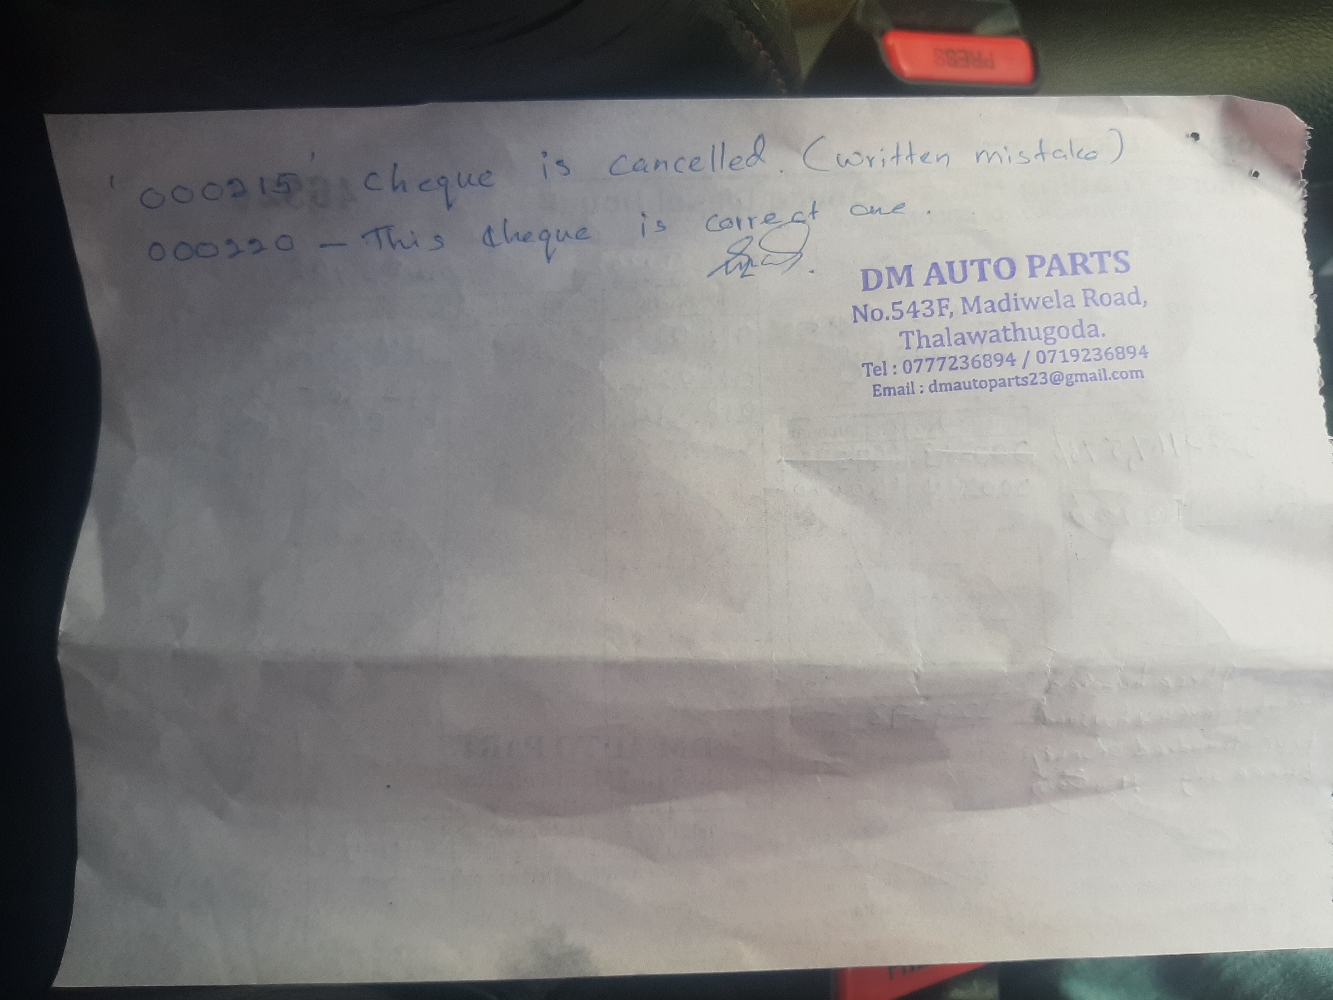 PRESS
'000215' cheque is cancelled. (written mistake)
000220 - This cheque is correct one.
DM AUTO PARTS
No.543F, Madiwela Road,
Thalawathugoda.
Tel : 0777236894 / 0719236894
Email : dmautoparts23@gmail.com